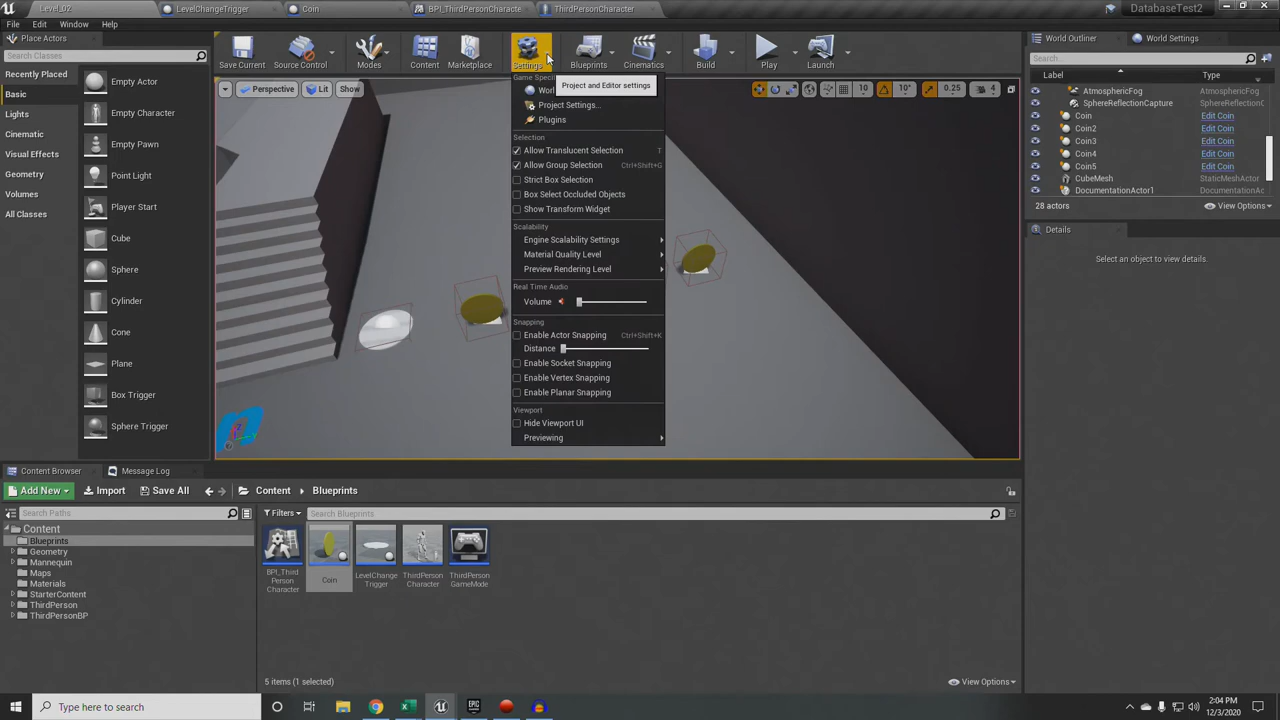 Level_02
LevelChangeTrigger
Coin
BPI_ThirdPersonCharacte
ThirdPersonCharacter
DatabaseTest2
File Edit Window Help
Place Actors
Search Classes
Recently Placed
Basic
Lights
Cinematic
Visual Effects
Geometry
Volumes
All Classes
Empty Actor
Empty Character
Empty Pawn
Point Light
Player Start
Cube
Sphere
Cylinder
Cone
Plane
Box Trigger
Sphere Trigger
Save Current
Source Control
Modes
Content
Marketplace
Settings
Blueprints
Cinematics
Build
Play
Launch
Perspective
Lit
Show
10
10°
0.25
4
Game Speci
Worl
Project and Editor settings
Project Settings...
Plugins
Selection
Allow Translucent Selection T
Allow Group Selection Ctrl+Shift+G
Strict Box Selection
Box Select Occluded Objects
Show Transform Widget
Scalability
Engine Scalability Settings
Material Quality Level
Preview Rendering Level
Real Time Audio
Volume
Snapping
Enable Actor Snapping Ctrl+Shift+K
Distance
Enable Socket Snapping
Enable Vertex Snapping
Enable Planar Snapping
Viewport
Hide Viewport UI
Previewing
World Outliner
World Settings
Search...
Label Type
AtmosphericFog AtmosphericFog
SphereReflectionCapture SphereReflectionC
Coin Edit Coin
Coin2 Edit Coin
Coin3 Edit Coin
Coin4 Edit Coin
Coin5 Edit Coin
CubeMesh StaticMeshActor
DocumentationActor1 DocumentationAc
28 actors
View Options
Details
Select an object to view details.
Content Browser
Message Log
Add New
Import
Save All
Content
Blueprints
Search Paths
Filters
Search Blueprints
Content
Blueprints
Geometry
Mannequin
Maps
Materials
StarterContent
ThirdPerson
ThirdPersonBP
BPI_Third
Person
Character
Coin
LevelChange
Trigger
ThirdPerson
Character
ThirdPerson
GameMode
5 items (1 selected)
View Options
Type here to search
EPIC
2:04 PM
12/3/2020